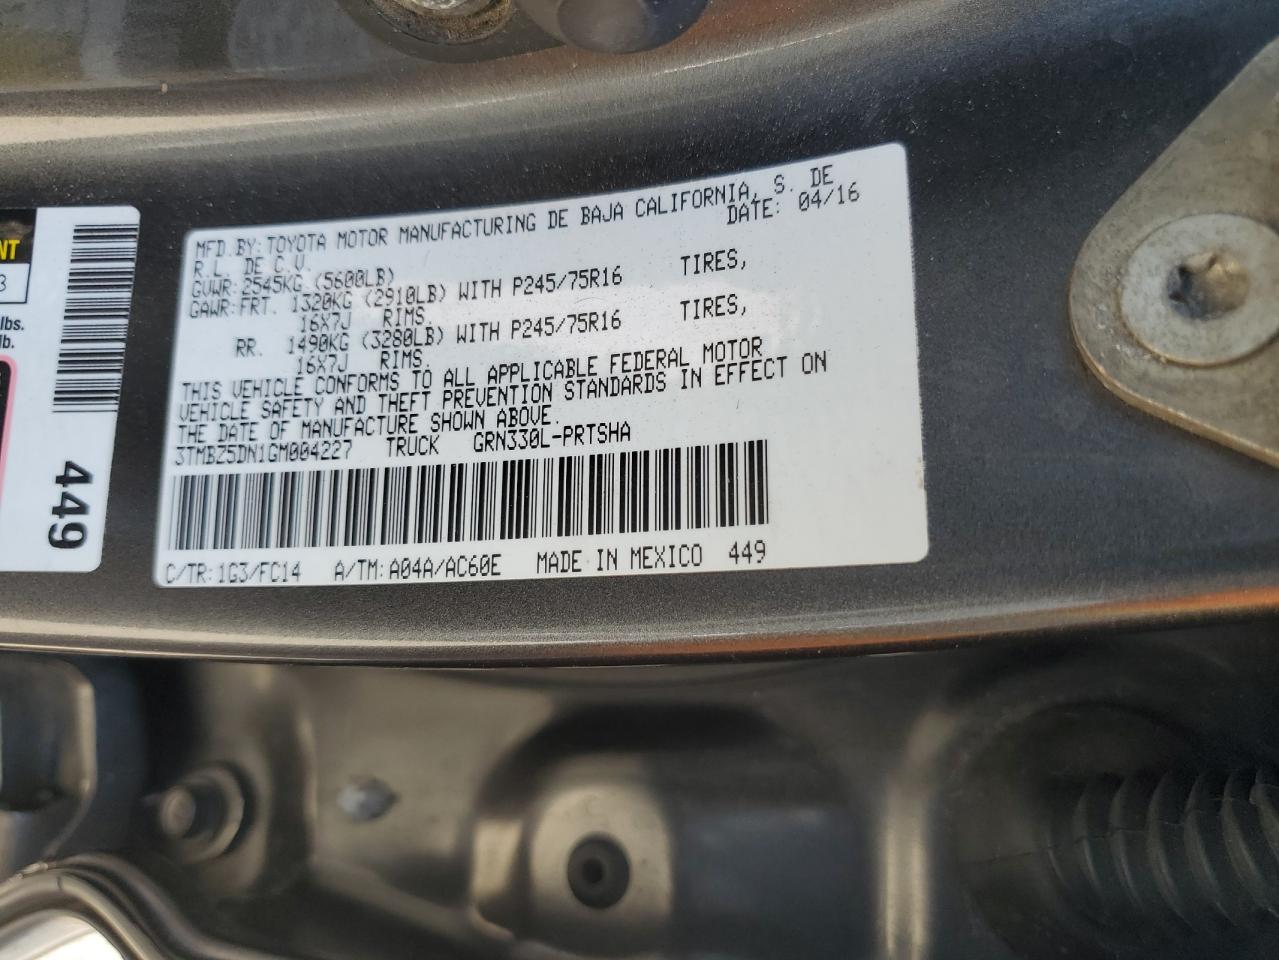 MFD.BY:TOYOTA MOTOR MANUFACTURING DE BAJA CALIFORNIA, S. DE
R.L. DE C.V. DATE: 04/16
GVWR:2545KG (5600LB)
GAWR:FRT. 1320KG (2910LB) WITH P245/75R16 TIRES,
16X7J RIMS.
RR. 1490KG (3280LB) WITH P245/75R16 TIRES,
16X7J RIMS.
THIS VEHICLE CONFORMS TO ALL APPLICABLE FEDERAL MOTOR
VEHICLE SAFETY AND THEFT PREVENTION STANDARDS IN EFFECT ON
THE DATE OF MANUFACTURE SHOWN ABOVE.
3TMBZ5DN1GM004227 TRUCK GRN330L-PRTSHA
C/TR:1G3/FC14 A/TM:A04A/AC60E MADE IN MEXICO 449
NT
3
lbs.
lb.
449